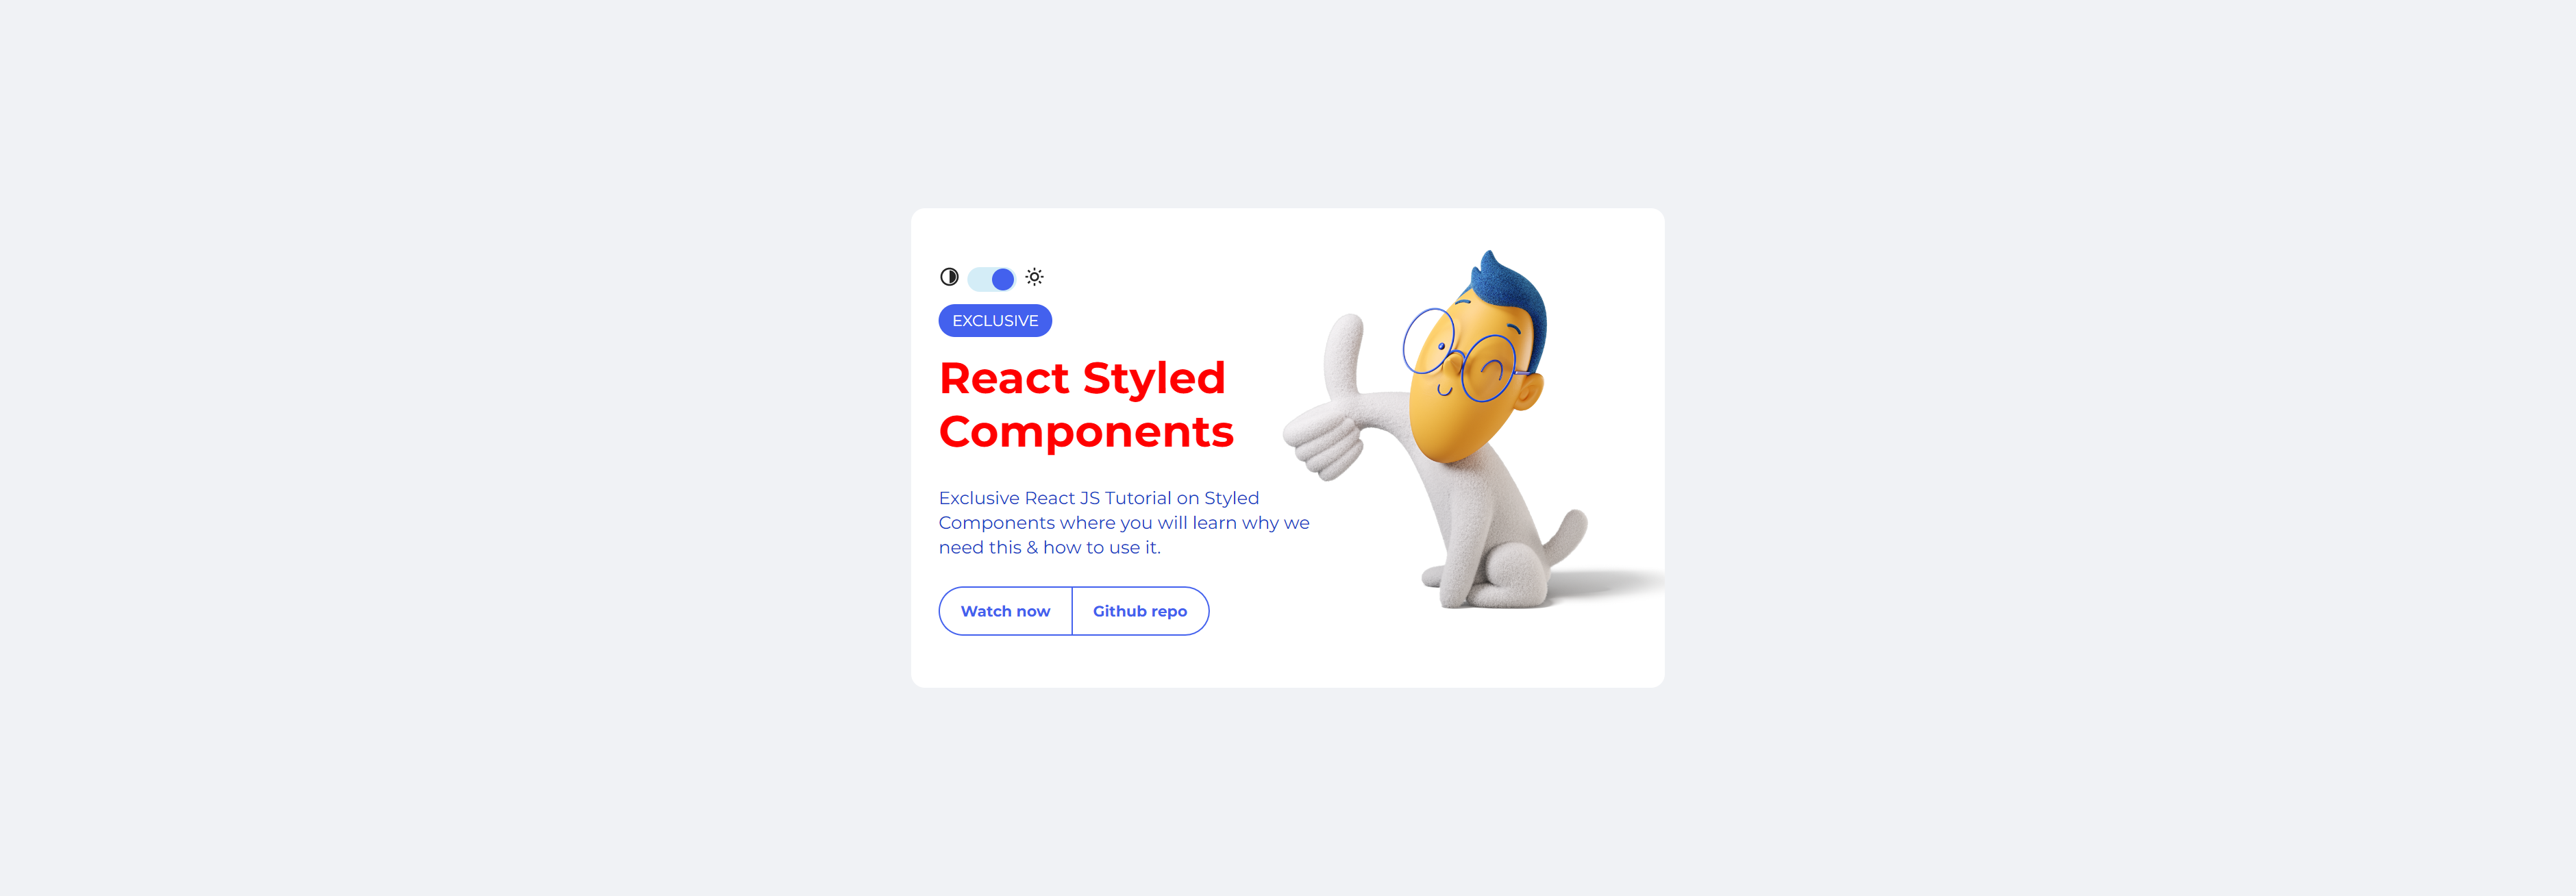 EXCLUSIVE
React Styled
Components
Exclusive React JS Tutorial on Styled
Components where you will learn why we
need this & how to use it.
Watch now
Github repo